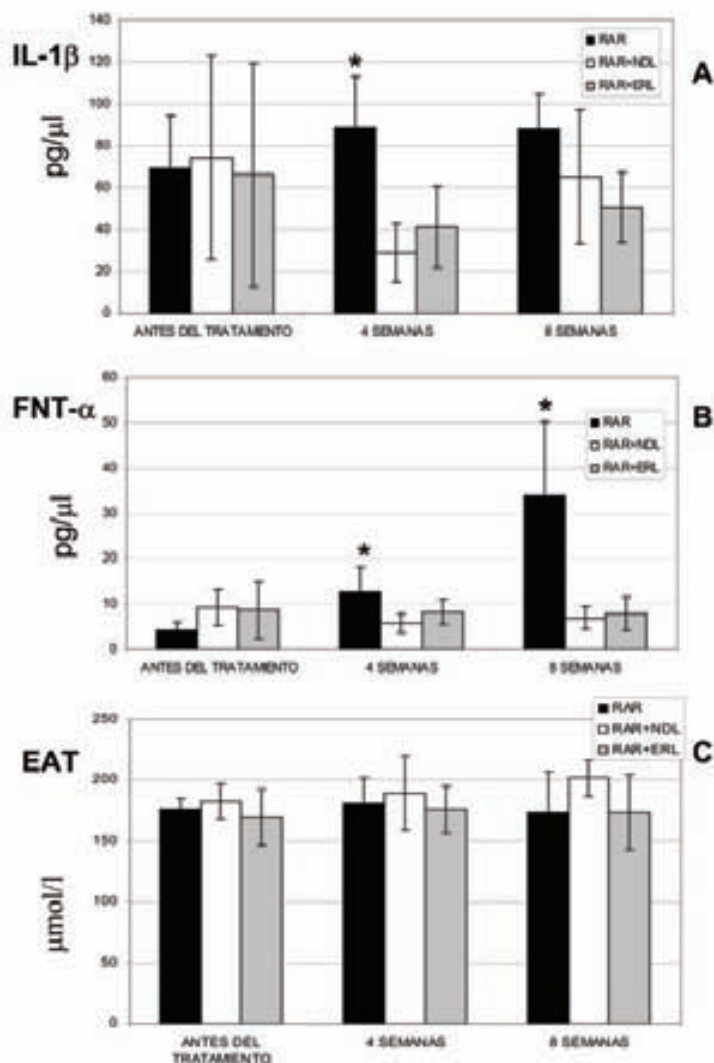 IL-1β
A
pg/µl
140
120
100
80
60
40
20
0
*
RAR
RAR+NDL
RAR+ERL
ANTES DEL TRATAMIENTO
4 SEMANAS
8 SEMANAS
FNT-α
B
pg/µl
60
50
40
30
20
10
0
*
*
RAR
RAR+NDL
RAR+ERL
ANTES DEL TRATAMIENTO
4 SEMANAS
8 SEMANAS
EAT
C
µmol/l
250
200
150
100
50
0
RAR
RAR+NDL
RAR+ERL
ANTES DEL
TRATAMIENTO
4 SEMANAS
8 SEMANAS